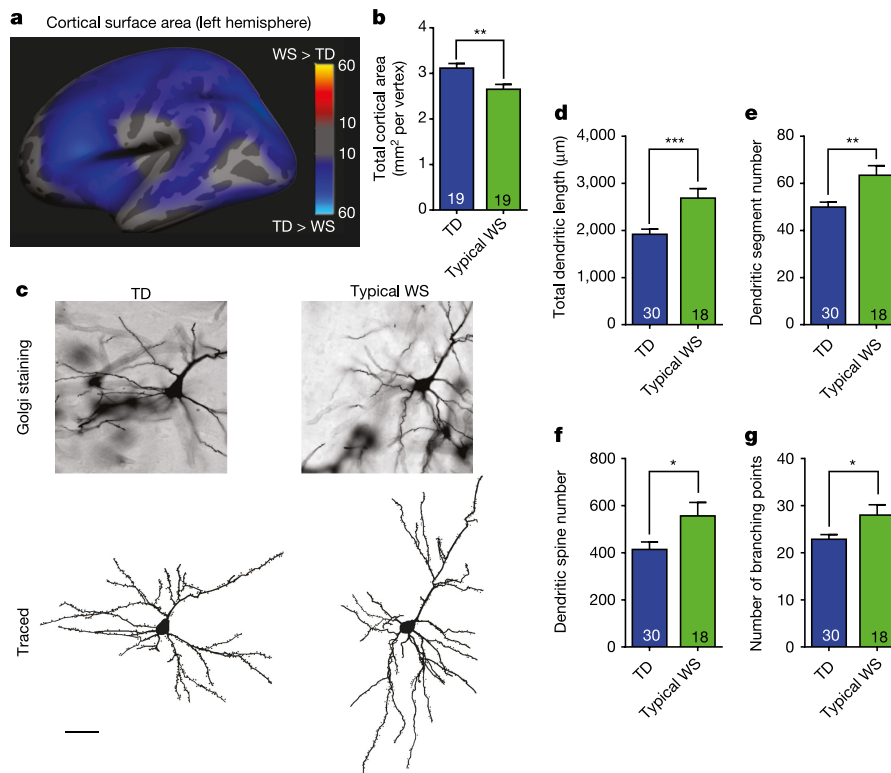 a
Cortical surface area (left hemisphere)
WS > TD
60
10
10
60
TD > WS
b
Total cortical area
(mm² per vertex)
4
3
2
1
0
**
19
19
TD
Typical WS
c
TD
Typical WS
Golgi staining
Traced
d
Total dendritic length (μm)
4,000
3,000
2,000
1,000
0
***
30
18
TD
Typical WS
e
Dendritic segment number
60
40
20
0
80
**
30
18
TD
Typical WS
f
Dendritic spine number
800
600
400
200
0
*
30
18
TD
Typical WS
g
Number of branching points
40
30
20
10
0
*
30
18
TD
Typical WS